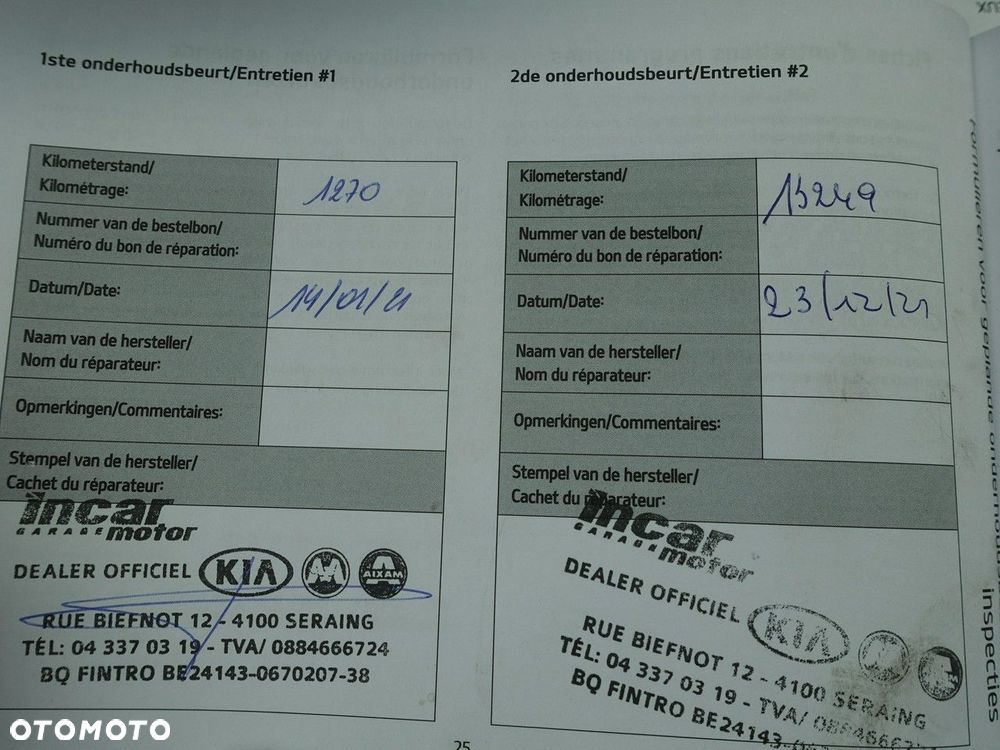 1ste onderhoudsbeurt/Entretien #1
Kilometerstand/
Kilométrage:
1270
Nummer van de bestelbon/
Numéro du bon de réparation:
Datum/Date:
14/01/21
Naam van de hersteller/
Nom du réparateur:
Opmerkingen/Commentaires:
Stempel van de hersteller/
Cachet du réparateur:
incar
GARAGE motor
DEALER OFFICIEL KIA AIXAM
RUE BIEFNOT 12 - 4100 SERAING
TÉL: 04 337 03 19 - TVA/ 0884666724
BQ FINTRO BE24143-0670207-38
25
2de onderhoudsbeurt/Entretien #2
Kilometerstand/
Kilométrage:
13249
Nummer van de bestelbon/
Numéro du bon de réparation:
Datum/Date:
23/12/21
Naam van de hersteller/
Nom du réparateur:
Opmerkingen/Commentaires:
Stempel van de hersteller/
Cachet du réparateur:
incar
GARAGE motor
DEALER OFFICIEL KIA
RUE BIEFNOT 12 - 4100 SERAING
TÉL: 04 337 03 19 - TVA/
BQ FINTRO BE24143
Formulieren voor geplande
inspecties
OTOMOTO